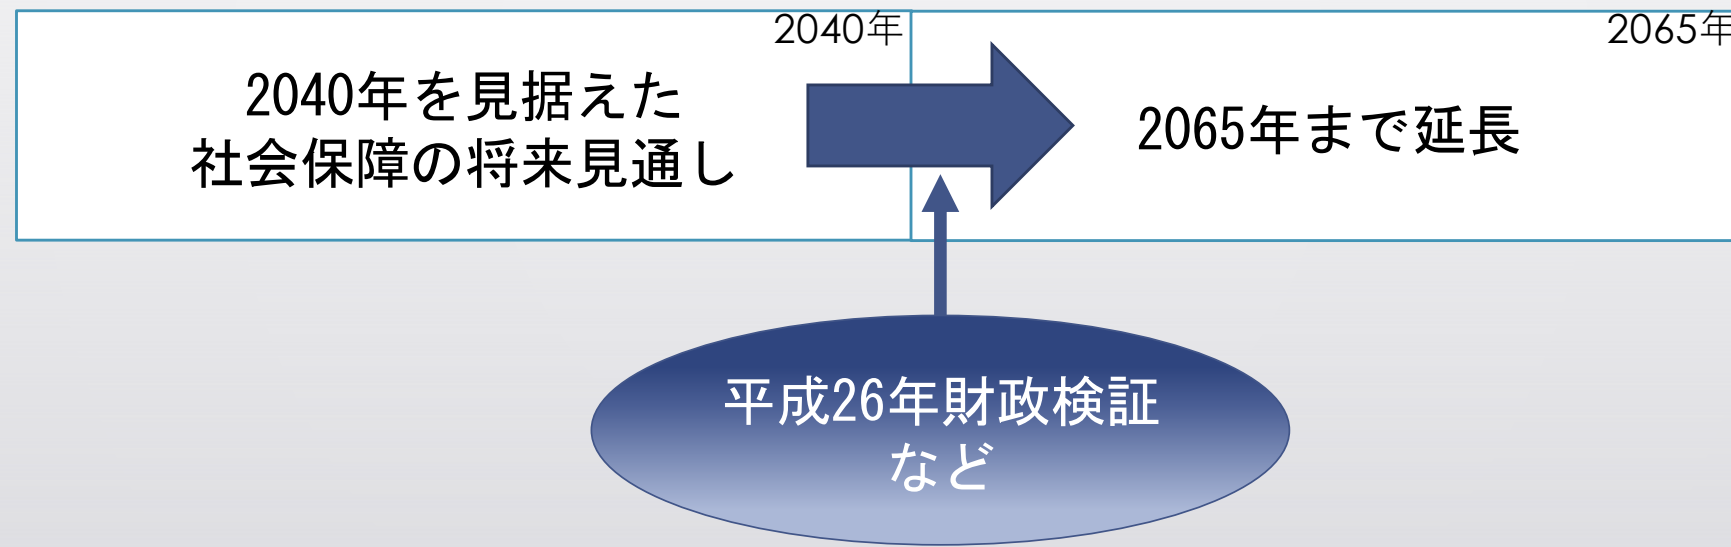 2040年
2065年
2040年を見据えた
社会保障の将来見通し
2065年まで延長
平成26年財政検証
など